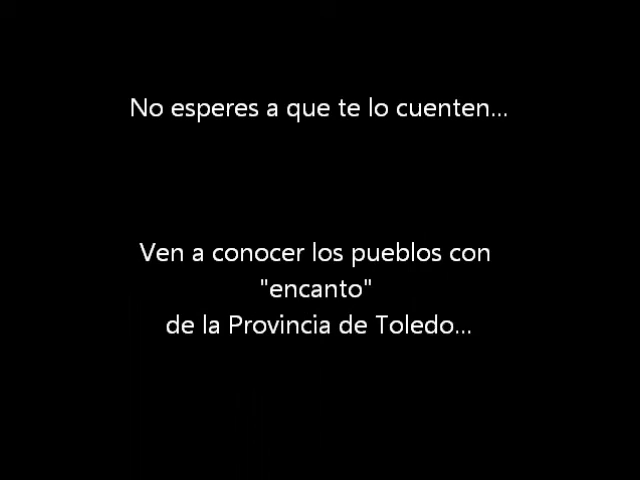 No esperes a que te lo cuenten...
Ven a conocer los pueblos con
"encanto"
de la Provincia de Toledo...